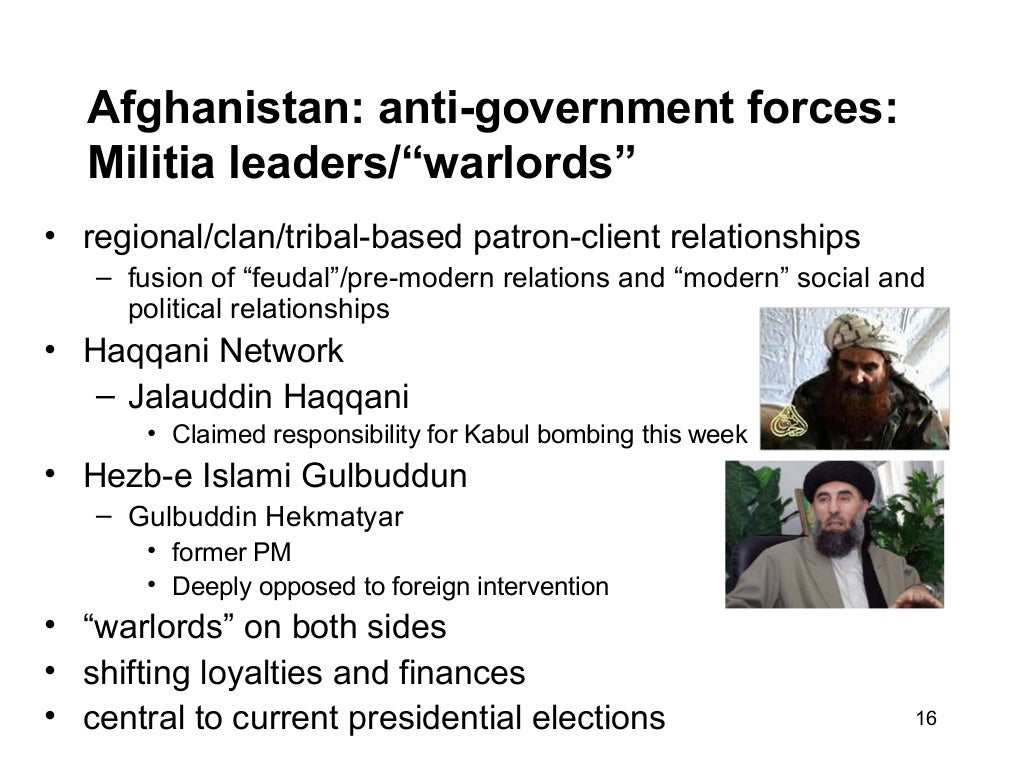 Afghanistan: anti-government forces:
Militia leaders/“warlords”
• regional/clan/tribal-based patron-client relationships
– fusion of “feudal”/pre-modern relations and “modern” social and
political relationships
• Haqqani Network
– Jalauddin Haqqani
• Claimed responsibility for Kabul bombing this week
• Hezb-e Islami Gulbuddun
– Gulbuddin Hekmatyar
• former PM
• Deeply opposed to foreign intervention
• “warlords” on both sides
• shifting loyalties and finances
• central to current presidential elections
16